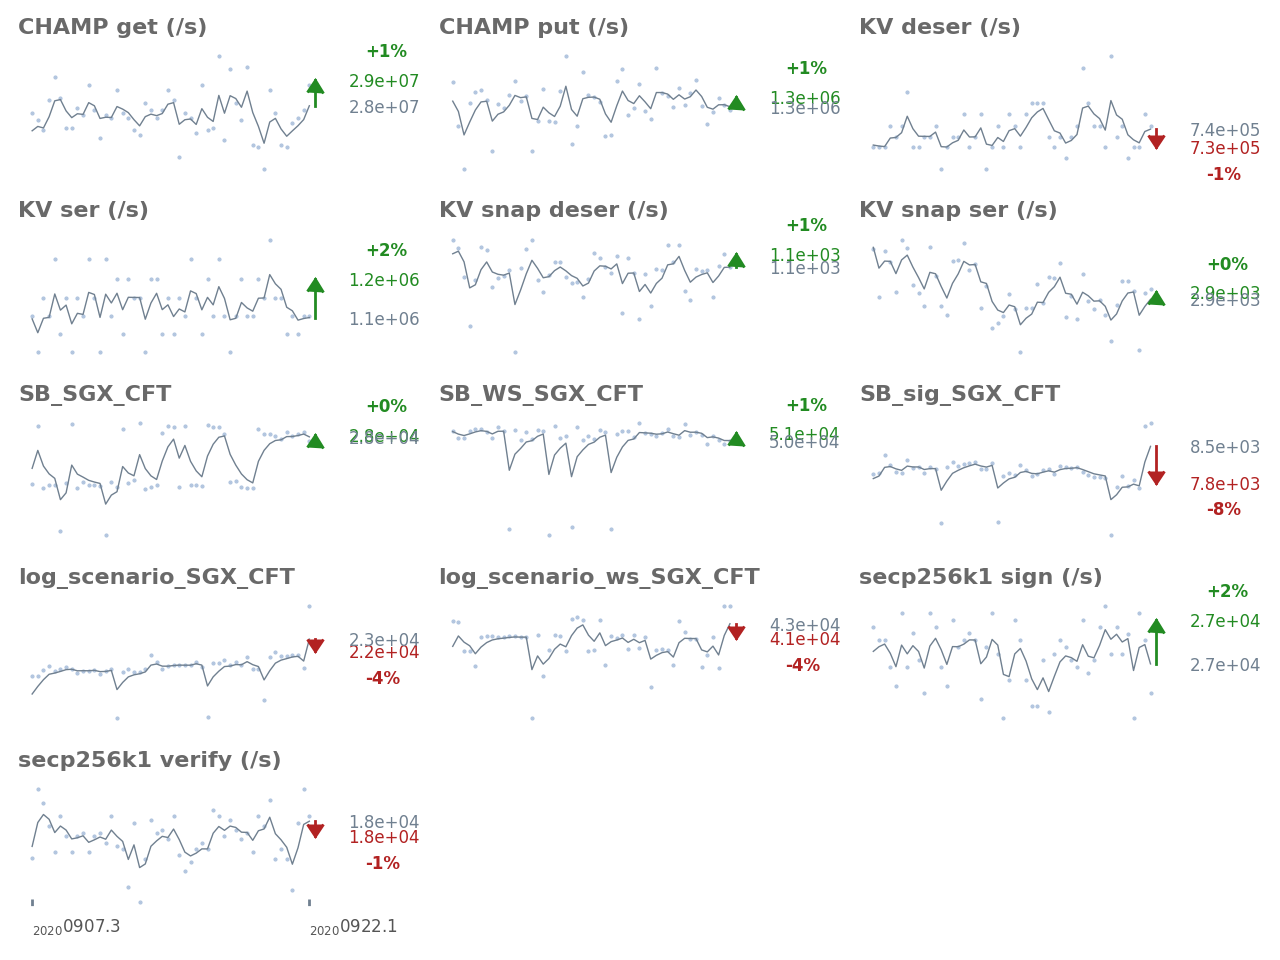 CHAMP get (/s)
+1%
2.9e+07
2.8e+07
CHAMP put (/s)
+1%
1.3e+06
1.3e+06
KV deser (/s)
7.4e+05
7.3e+05
-1%
KV ser (/s)
+2%
1.2e+06
1.1e+06
KV snap deser (/s)
+1%
1.1e+03
1.1e+03
KV snap ser (/s)
+0%
2.9e+03
2.9e+03
SB_SGX_CFT
+0%
2.8e+04
2.8e+04
SB_WS_SGX_CFT
+1%
5.1e+04
5.0e+04
SB_sig_SGX_CFT
8.5e+03
7.8e+03
-8%
log_scenario_SGX_CFT
2.3e+04
2.2e+04
-4%
log_scenario_ws_SGX_CFT
4.3e+04
4.1e+04
-4%
secp256k1 sign (/s)
+2%
2.7e+04
2.7e+04
secp256k1 verify (/s)
1.8e+04
1.8e+04
-1%
20200907.3
20200922.1